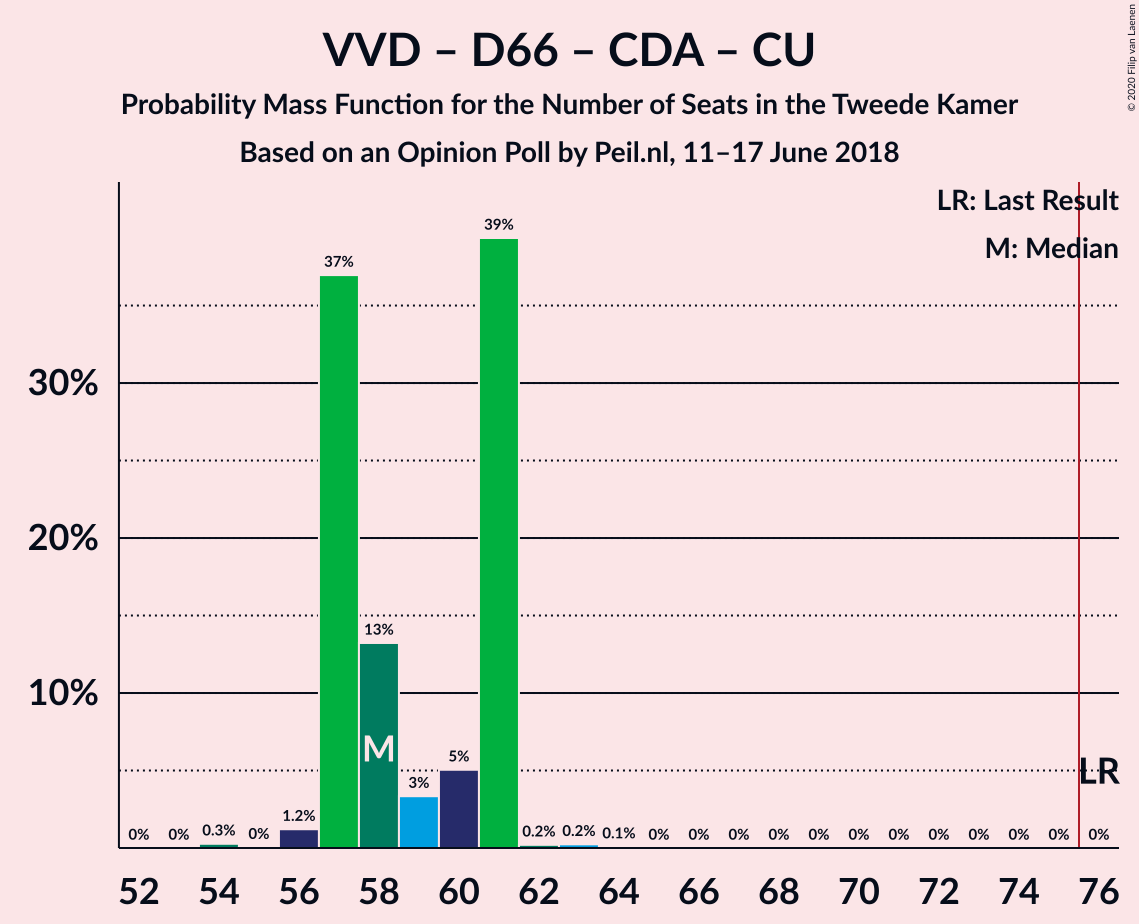 VVD – D66 – CDA – CU
Probability Mass Function for the Number of Seats in the Tweede Kamer
Based on an Opinion Poll by Peil.nl, 11–17 June 2018
© 2020 Filip van Laenen
LR: Last Result
M: Median
39%
37%
30%
20%
13%
10%
M
5%
3%
LR
0% 0% 0.3% 0% 1.2% 0.2% 0.2% 0.1% 0% 0% 0% 0% 0% 0% 0% 0% 0% 0% 0% 0%
52 54 56 58 60 62 64 66 68 70 72 74 76